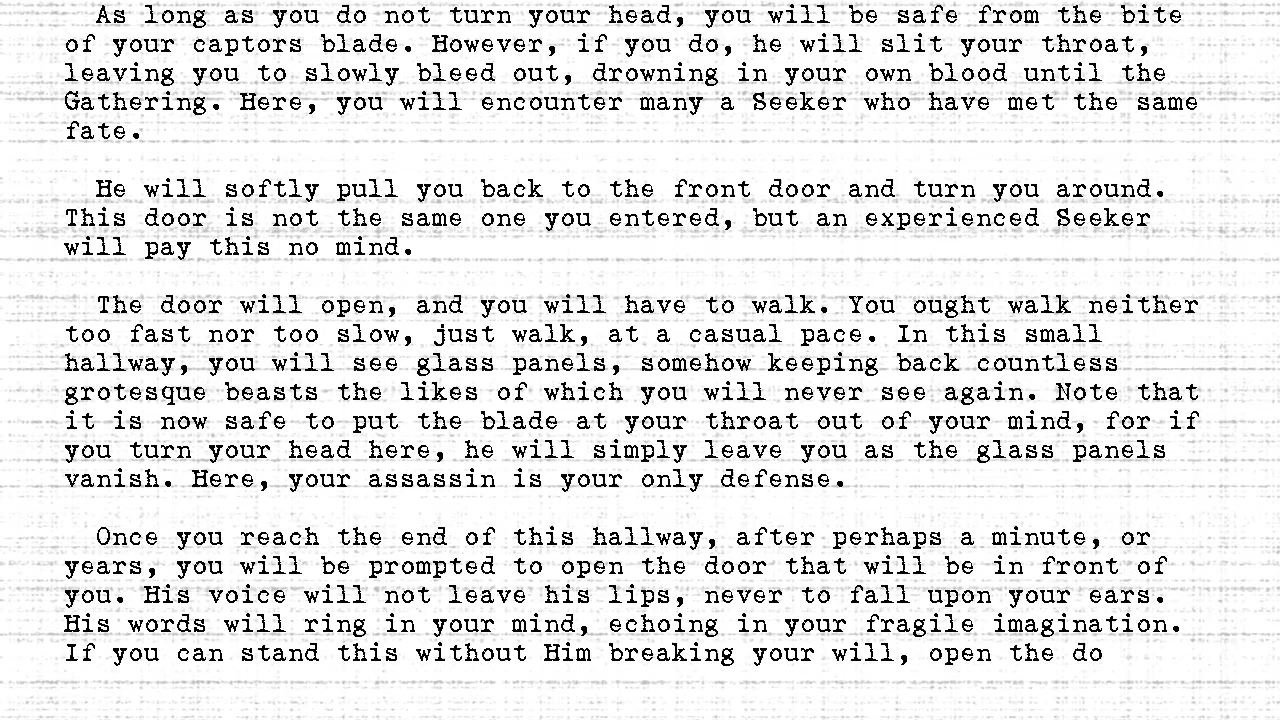 As long as you do not turn your head, you will be safe from the bite
of your captors blade. However, if you do, he will slit your throat,
leaving you to slowly bleed out, drowning in your own blood until the
Gathering. Here, you will encounter many a Seeker who have met the same
fate.
He will softly pull you back to the front door and turn you around.
This door is not the same one you entered, but an experienced Seeker
will pay this no mind.
The door will open, and you will have to walk. You ought walk neither
too fast nor too slow, just walk, at a casual pace. In this small
hallway, you will see glass panels, somehow keeping back countless
grotesque beasts the likes of which you will never see again. Note that
it is now safe to put the blade at your throat out of your mind, for if
you turn your head here, he will simply leave you as the glass panels
vanish. Here, your assassin is your only defense.
Once you reach the end of this hallway, after perhaps a minute, or
years, you will be prompted to open the door that will be in front of
you. His voice will not leave his lips, never to fall upon your ears.
His words will ring in your mind, echoing in your fragile imagination.
If you can stand this without Him breaking your will, open the do